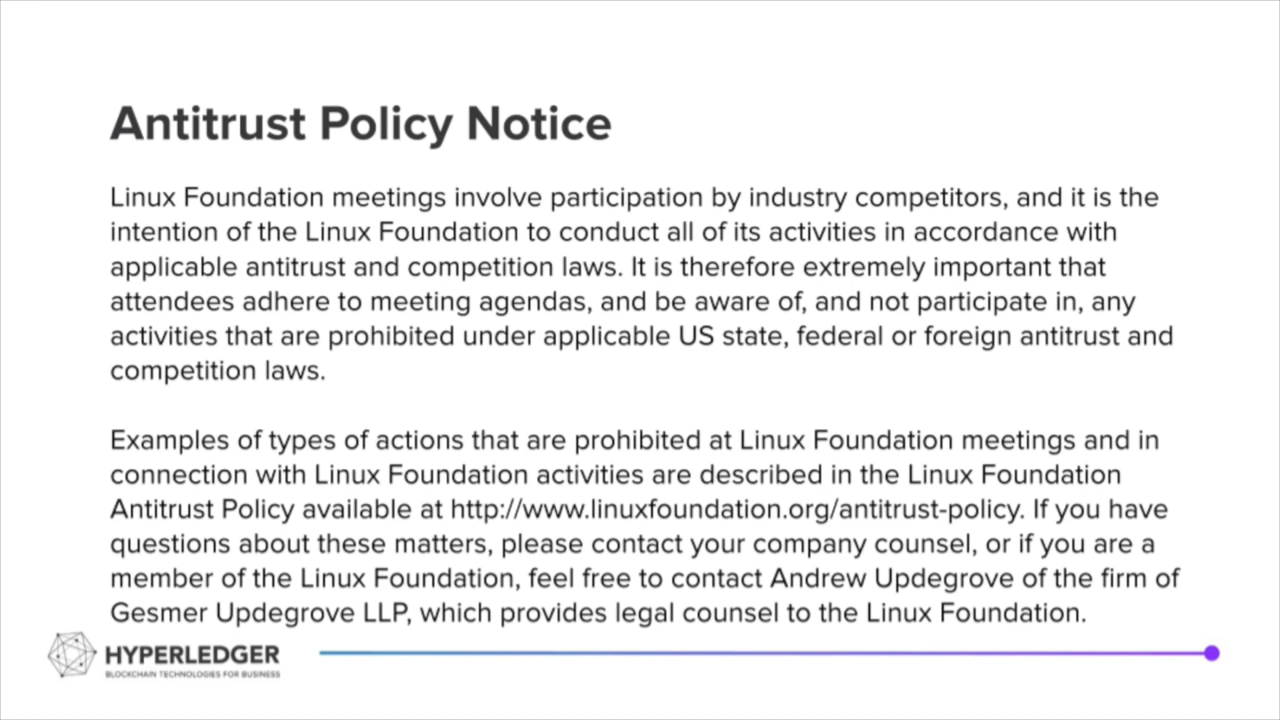 Antitrust Policy Notice
Linux Foundation meetings involve participation by industry competitors, and it is the
intention of the Linux Foundation to conduct all of its activities in accordance with
applicable antitrust and competition laws. It is therefore extremely important that
attendees adhere to meeting agendas, and be aware of, and not participate in, any
activities that are prohibited under applicable US state, federal or foreign antitrust and
competition laws.
Examples of types of actions that are prohibited at Linux Foundation meetings and in
connection with Linux Foundation activities are described in the Linux Foundation
Antitrust Policy available at http://www.linuxfoundation.org/antitrust-policy. If you have
questions about these matters, please contact your company counsel, or if you are a
member of the Linux Foundation, feel free to contact Andrew Updegrove of the firm of
Gesmer Updegrove LLP, which provides legal counsel to the Linux Foundation.
HYPERLEDGER
BLOCKCHAIN TECHNOLOGIES FOR BUSINESS